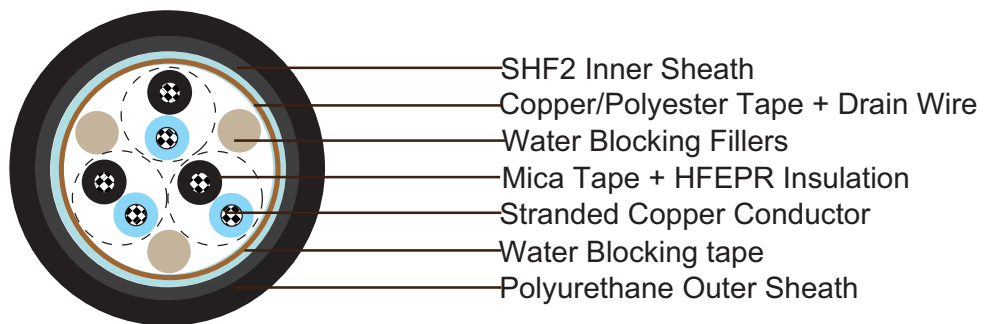 SHF2 Inner Sheath
Copper/Polyester Tape + Drain Wire
Water Blocking Fillers
Mica Tape + HFEPR Insulation
Stranded Copper Conductor
Water Blocking tape
Polyurethane Outer Sheath